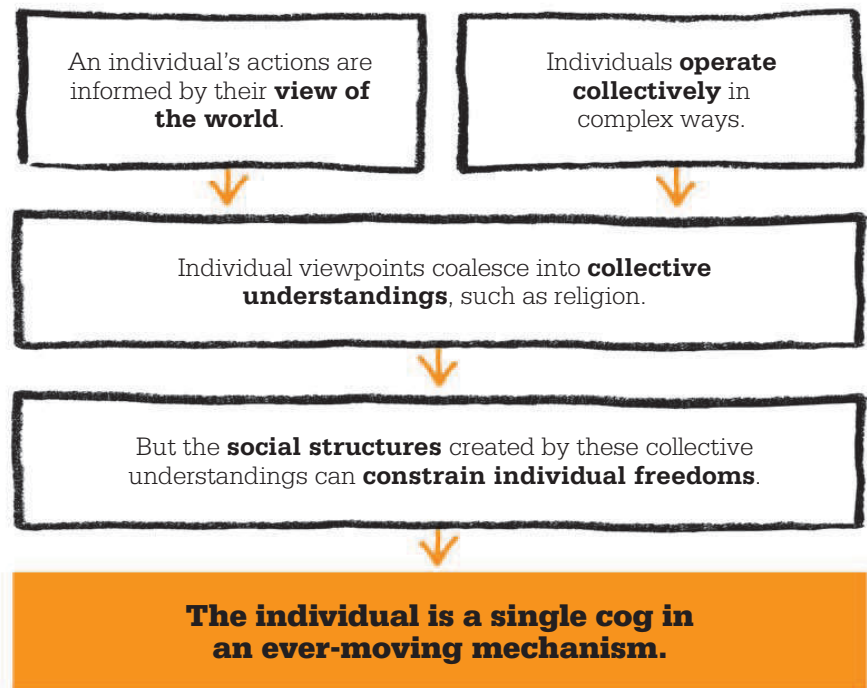 An individual’s actions are
informed by their view of
the world.
Individuals operate
collectively in
complex ways.
Individual viewpoints coalesce into collective
understandings, such as religion.
But the social structures created by these collective
understandings can constrain individual freedoms.
The individual is a single cog in
an ever-moving mechanism.